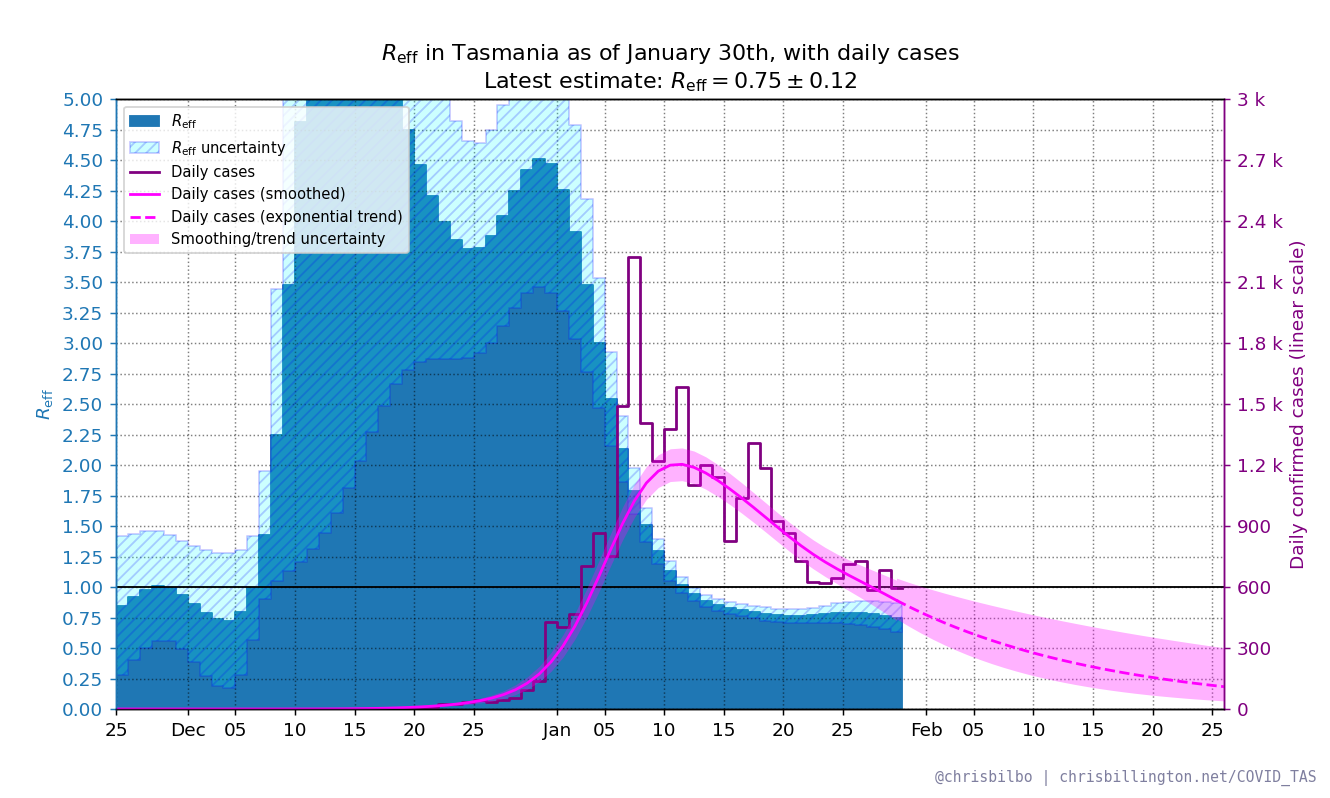 R_eff in Tasmania as of January 30th, with daily cases
Latest estimate: R_eff = 0.75 ± 0.12
R_eff
R_eff uncertainty
Daily cases
Daily cases (smoothed)
Daily cases (exponential trend)
Smoothing/trend uncertainty
5.00
4.75
4.50
4.25
4.00
3.75
3.50
3.25
3.00
2.75
2.50
2.25
2.00
1.75
1.50
1.25
1.00
0.75
0.50
0.25
0.00
R_eff
3 k
2.7 k
2.4 k
2.1 k
1.8 k
1.5 k
1.2 k
900
600
300
0
Daily confirmed cases (linear scale)
25 Dec 05 10 15 20 25 Jan 05 10 15 20 25 Feb 05 10 15 20 25
@chrisbilbo | chrisbillington.net/COVID_TAS